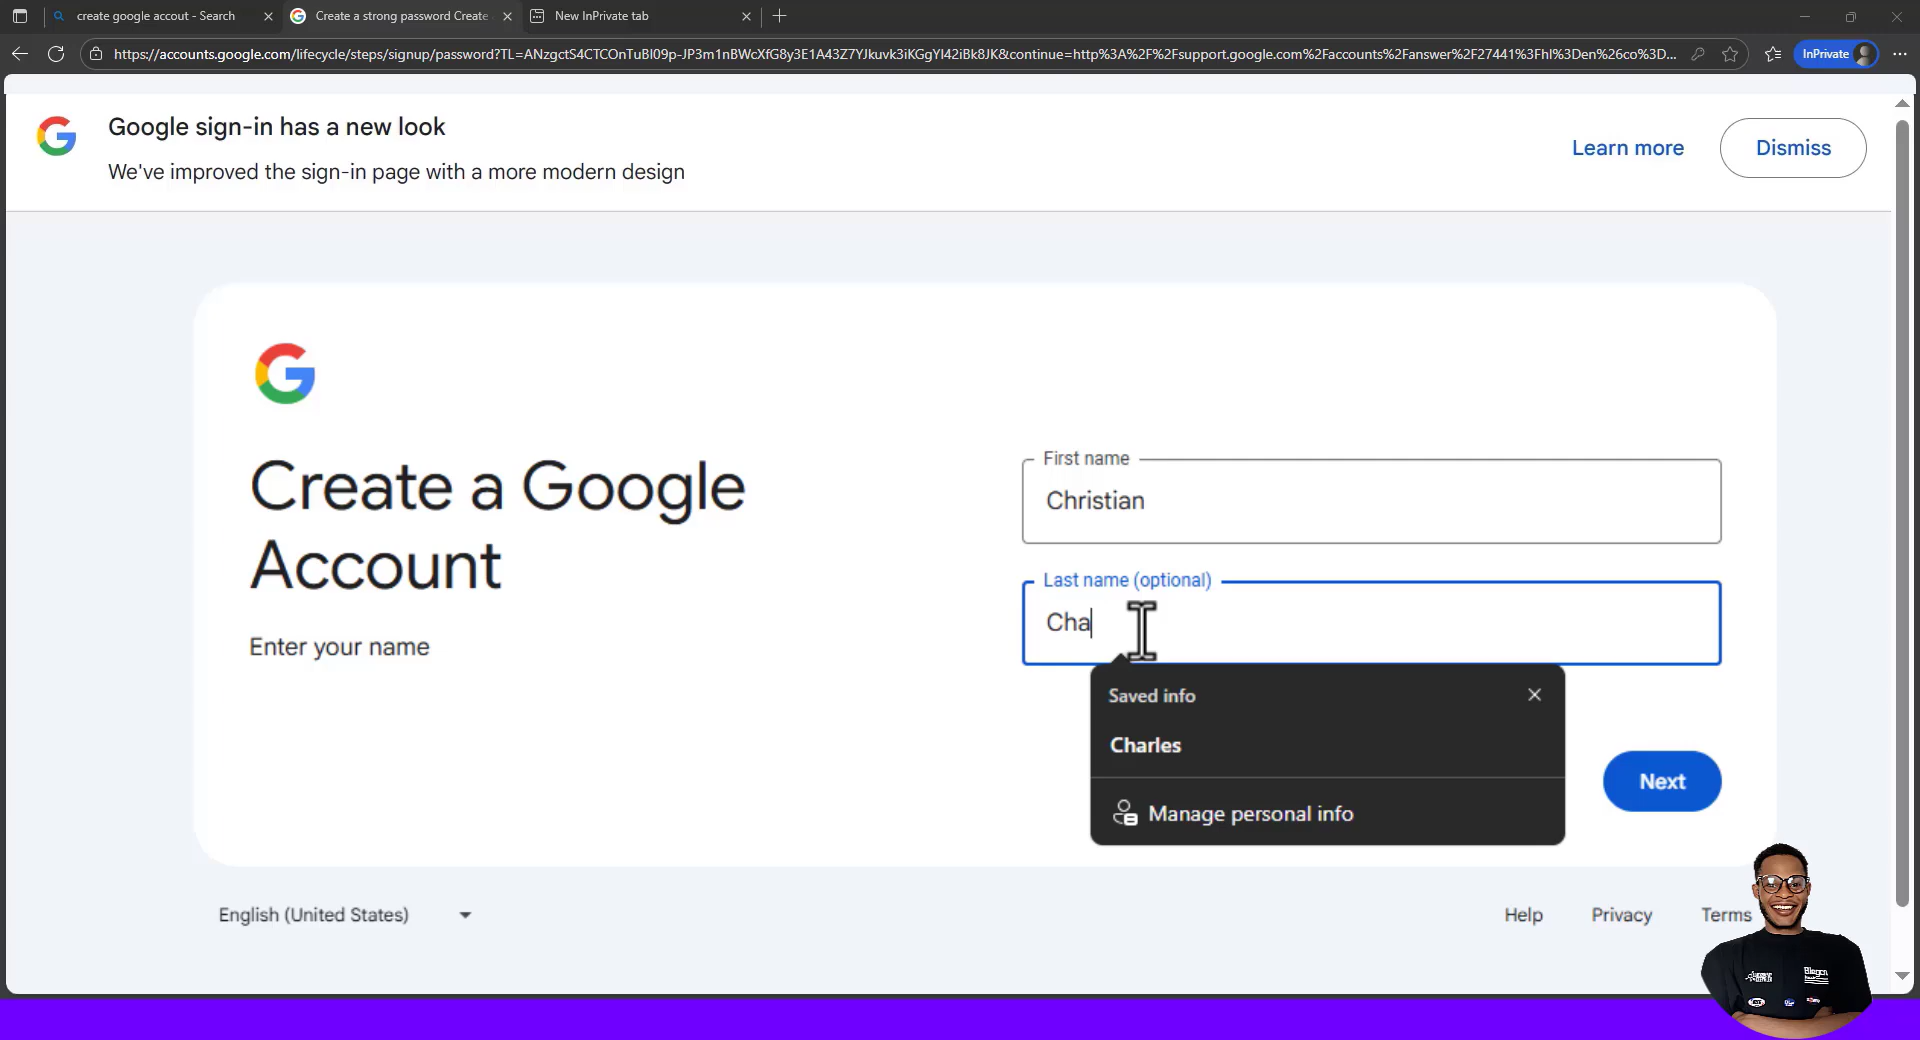 create google accout - Search
Create a strong password Create
New InPrivate tab
https://accounts.google.com/lifecycle/steps/signup/password?TL=ANzgctS4CTCOnTuBl09p-JP3m1nBWcXfG8y3E1A43Z7YJkuvk3iKGgYl42iBk8JK&continue=http%3A%2F%2Fsupport.google.com%2Faccounts%2Fanswer%2F27441%3Fhl%3Den%26co%3D...
InPrivate
Google sign-in has a new look
We've improved the sign-in page with a more modern design
Learn more
Dismiss
Create a Google
Account
Enter your name
First name
Christian
Last name (optional)
Cha
Saved info
Charles
Manage personal info
Next
English (United States)
Help
Privacy
Terms